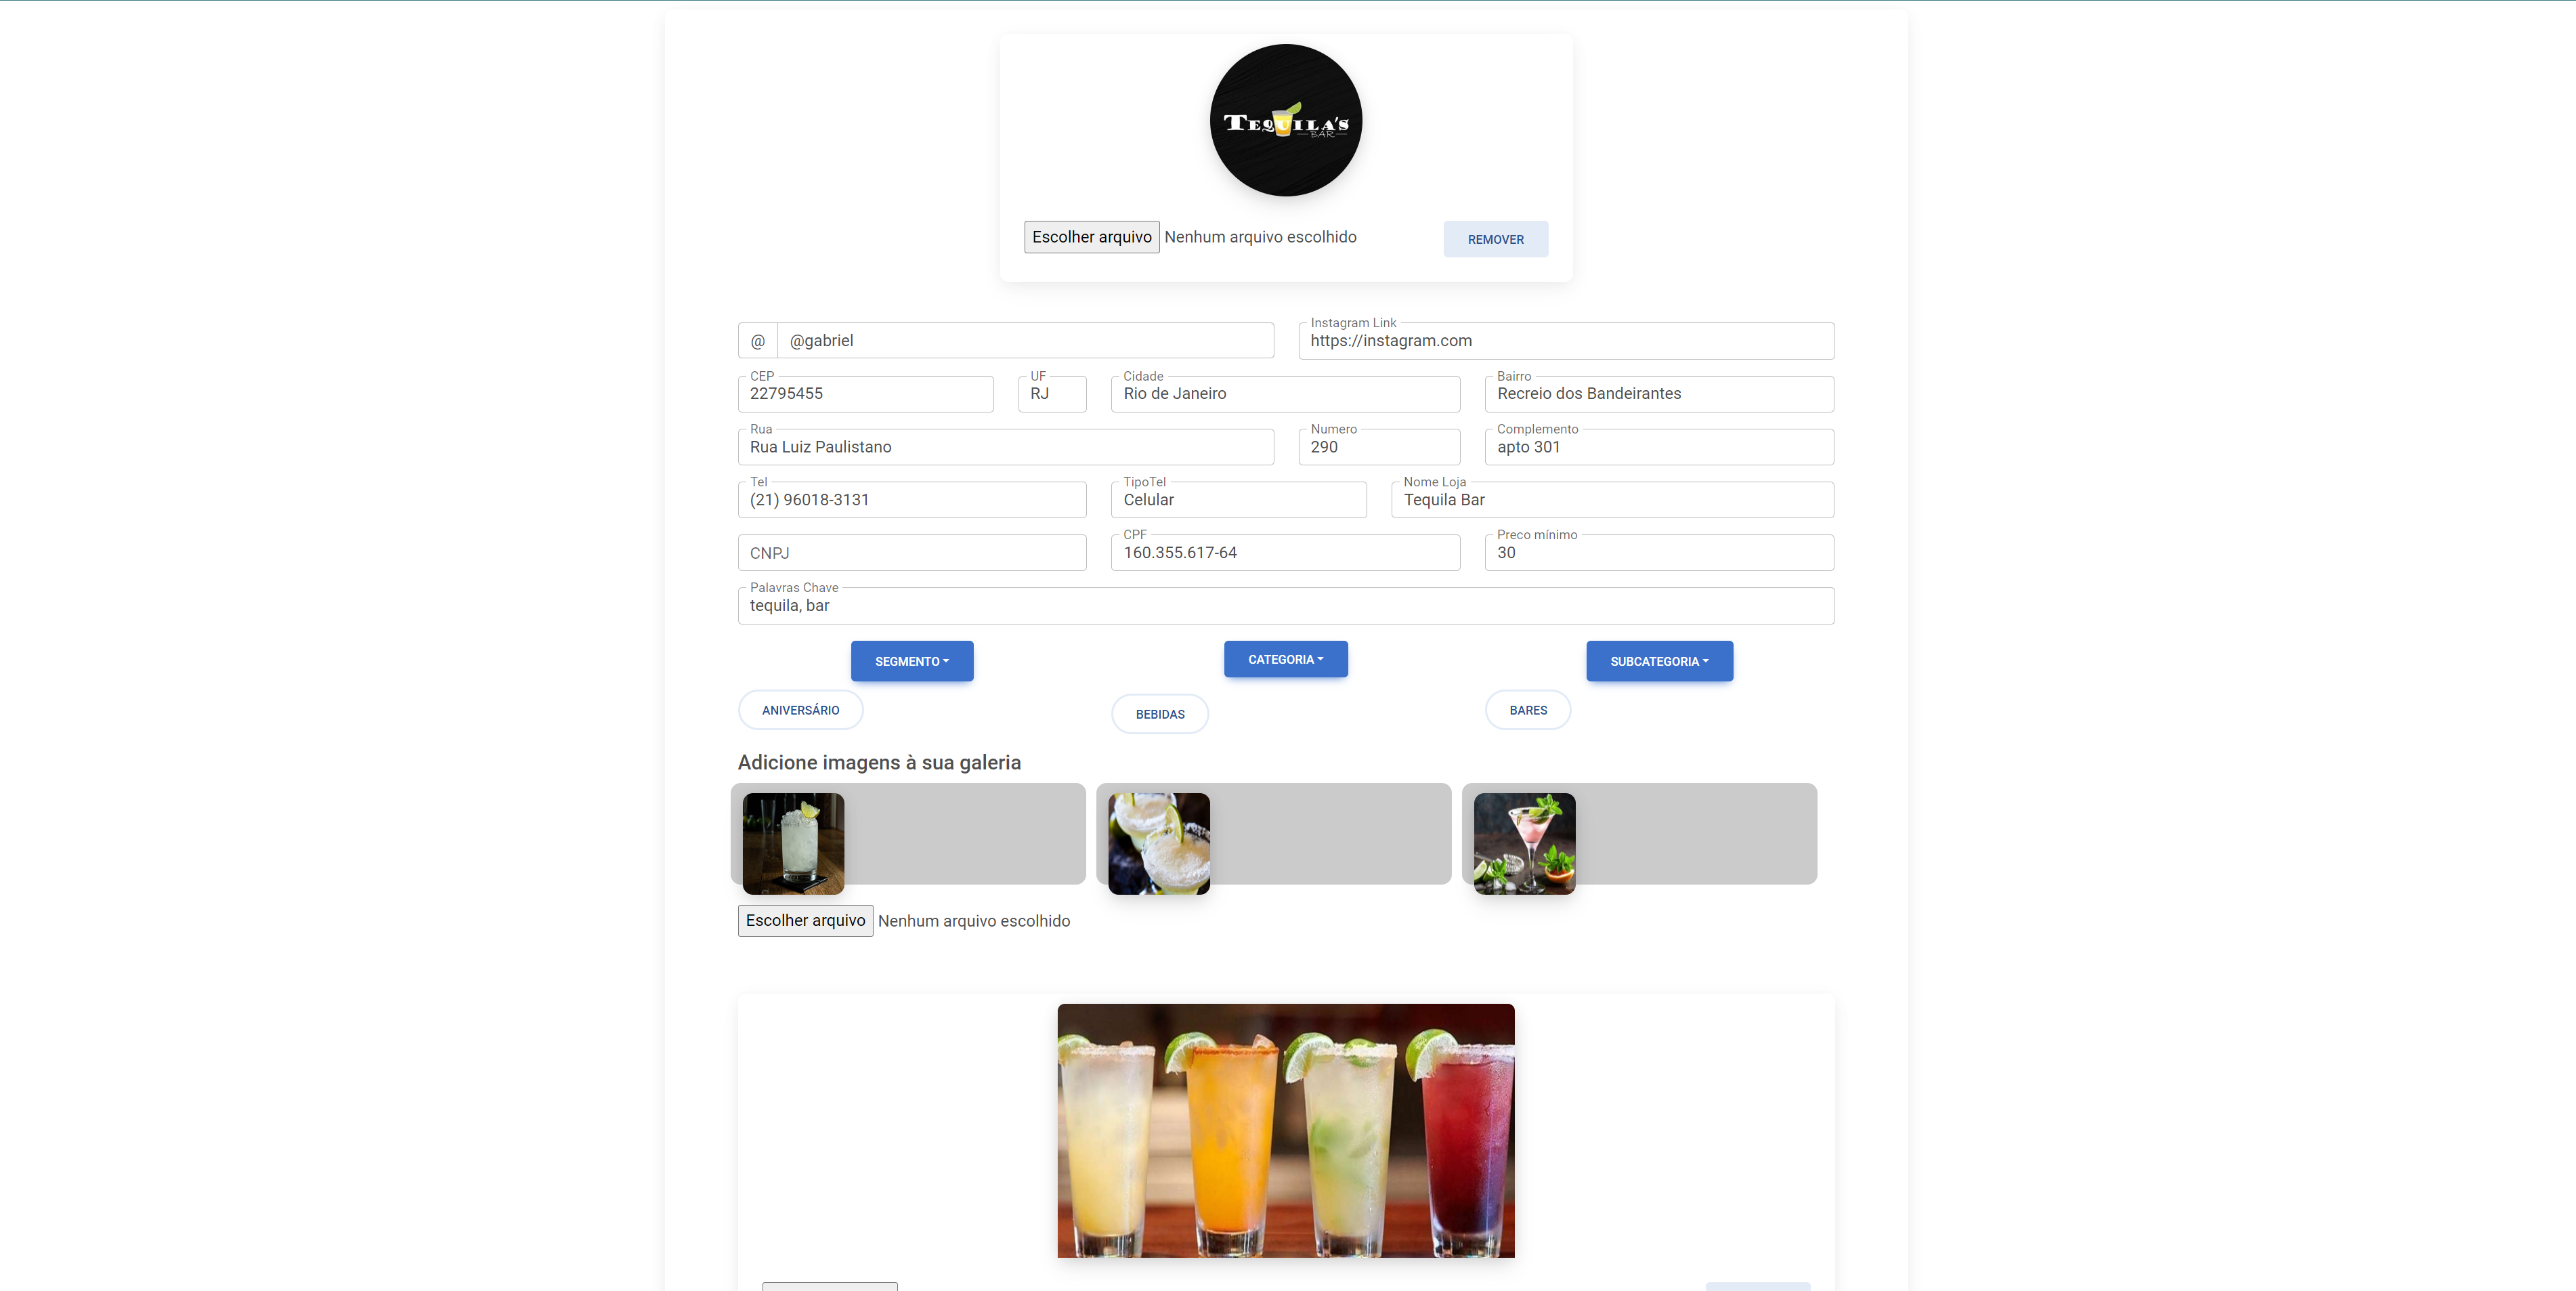 TEQUILA'S
BAR
Escolher arquivo Nenhum arquivo escolhido REMOVER
@ @gabriel
Instagram Link
https://instagram.com
CEP UF Cidade Bairro
22795455 RJ Rio de Janeiro Recreio dos Bandeirantes
Rua Numero Complemento
Rua Luiz Paulistano 290 apto 301
Tel TipoTel Nome Loja
(21) 96018-3131 Celular Tequila Bar
CPF Preco mínimo
CNPJ 160.355.617-64 30
Palavras Chave
tequila, bar
SEGMENTO CATEGORIA SUBCATEGORIA
ANIVERSÁRIO BEBIDAS BARES
Adicione imagens à sua galeria
Escolher arquivo Nenhum arquivo escolhido